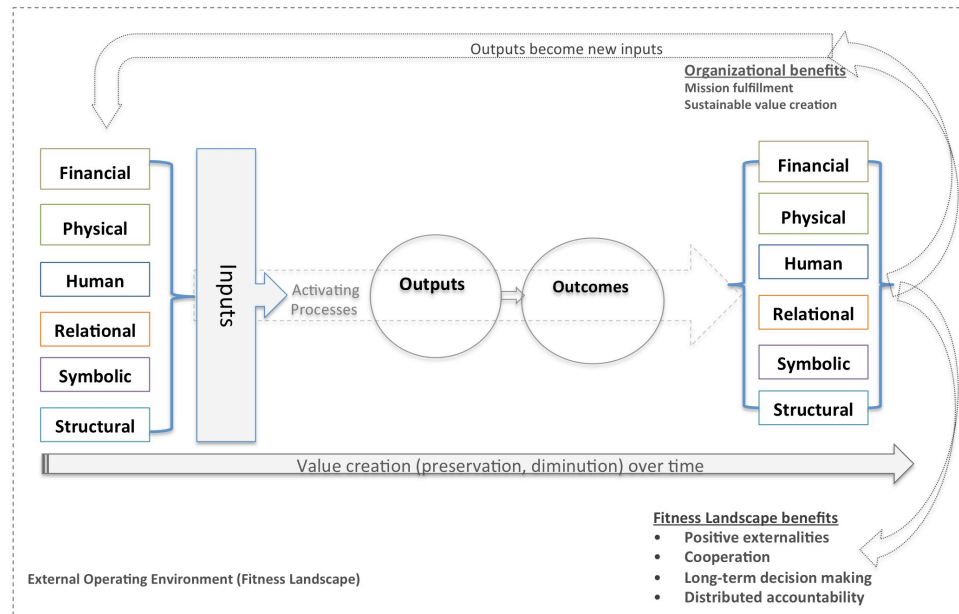 Outputs become new inputs
Organizational benefits
Mission fulfillment
Sustainable value creation
Financial
Physical
Human
Relational
Symbolic
Structural
Inputs
Activating
Processes
Outputs
Outcomes
Financial
Physical
Human
Relational
Symbolic
Structural
Value creation (preservation, diminution) over time
Fitness Landscape benefits
• Positive externalities
• Cooperation
• Long-term decision making
• Distributed accountability
External Operating Environment (Fitness Landscape)